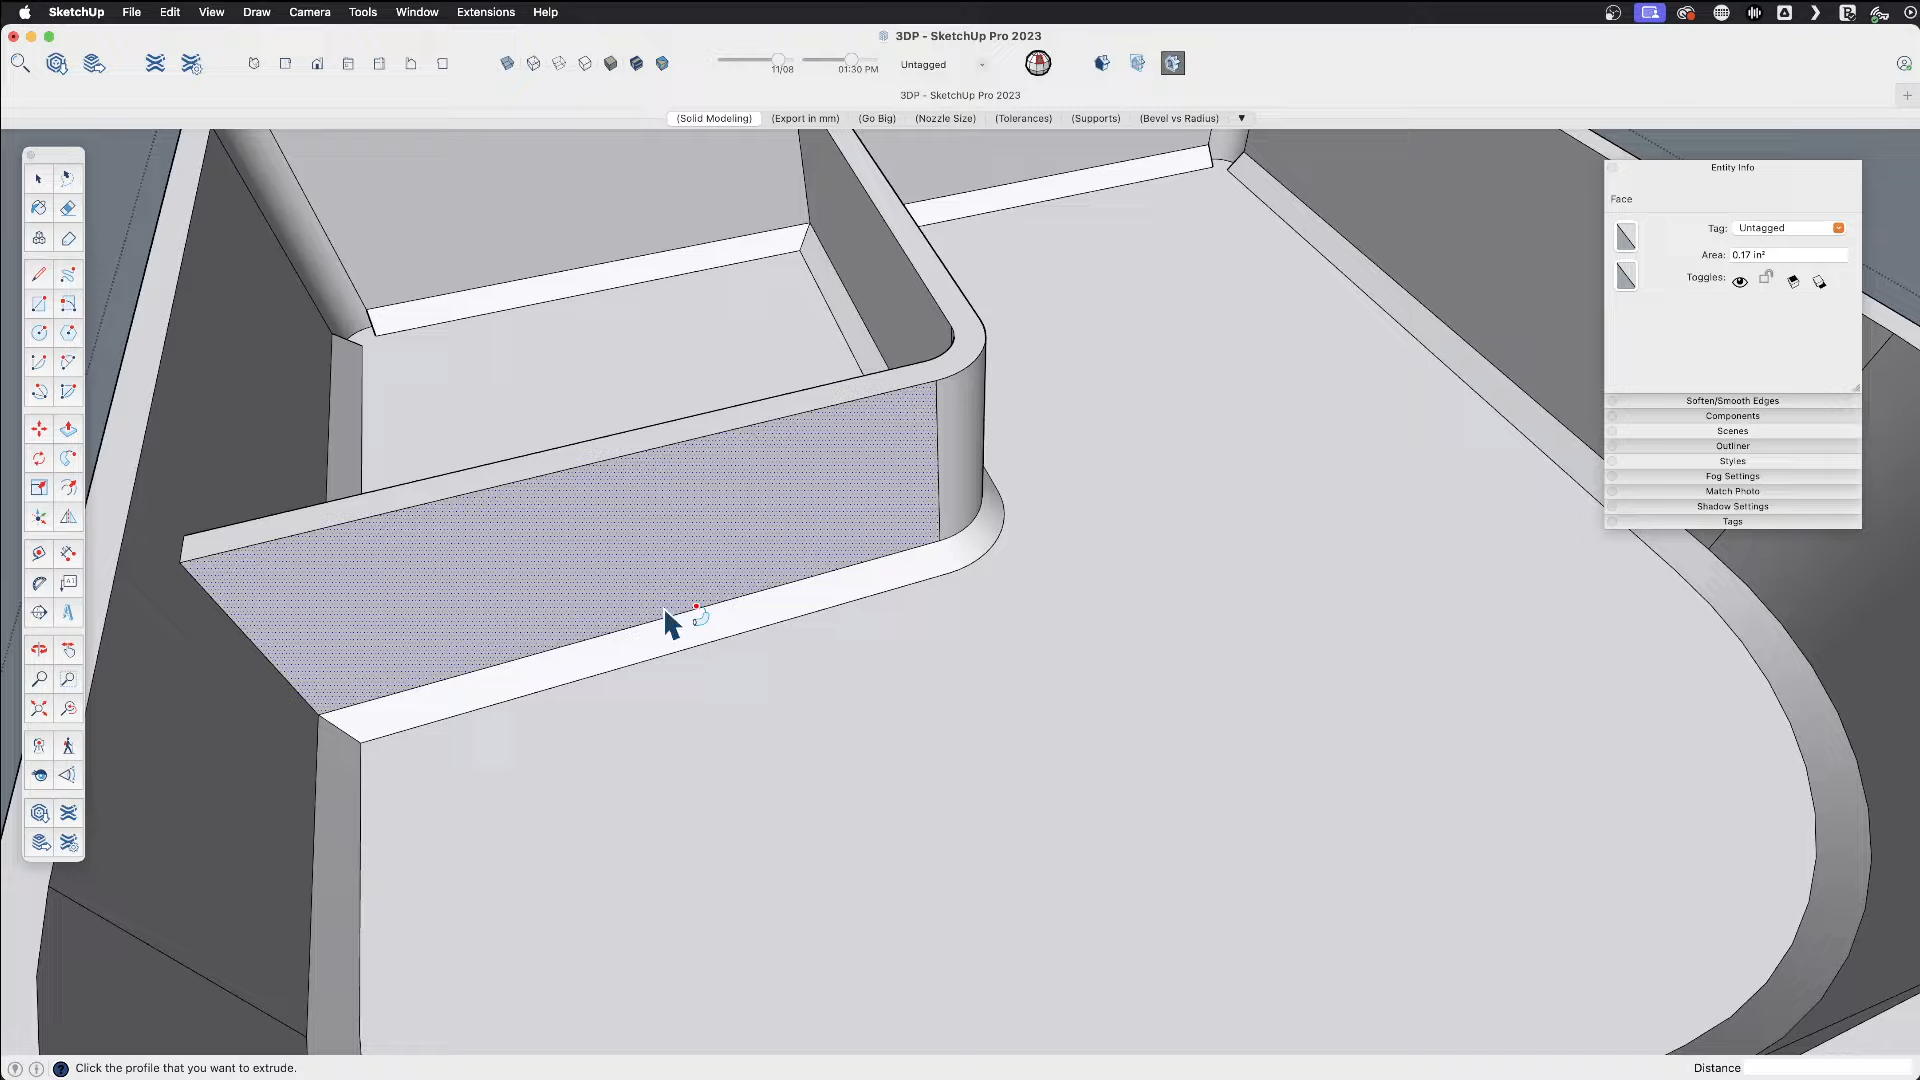 SketchUp File Edit View Draw Camera Tools Window Extensions Help
3DP - SketchUp Pro 2023
11/08
01:30 PM
Untagged
3DP - SketchUp Pro 2023
(Solid Modeling) (Export in mm) (Go Big) (Nozzle Size) (Tolerances) (Supports) (Bevel vs Radius)
Entity Info
Face
Tag: Untagged
Area: 0.17 in²
Toggles:
Soften/Smooth Edges
Components
Scenes
Outliner
Styles
Fog Settings
Match Photo
Shadow Settings
Tags
Click the profile that you want to extrude.
Distance